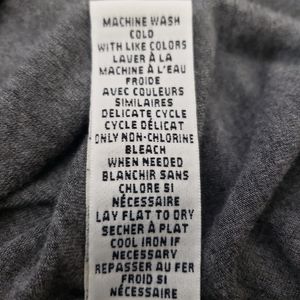 MACHINE WASH
COLD
WITH LIKE COLORS
LAVER À LA
MACHINE À L'EAU
FROIDE
AVEC COULEURS
SIMILAIRES
DELICATE CYCLE
CYCLE DÉLICAT
ONLY NON-CHLORINE
BLEACH
WHEN NEEDED
BLANCHIR SANS
CHLORE SI
NÉCESSAIRE
LAY FLAT TO DRY
SECHER À PLAT
COOL IRON IF
NECESSARY
REPASSER AU FER
FROID SI
NÉCESSAIRE